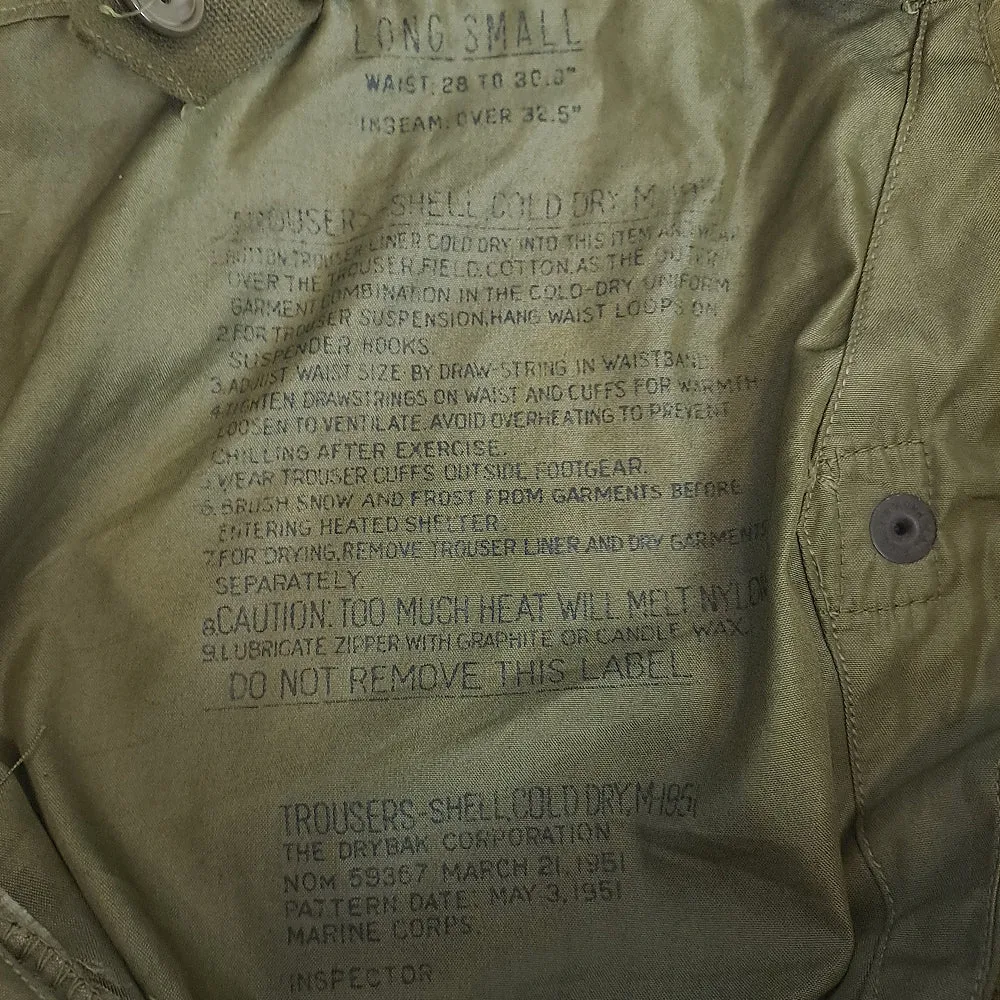 LONG SMALL
WAIST: 28 TO 30.5"
INSEAM: OVER 32.5"
TROUSERS-SHELL, COLD DRY, M-195
1. BUTTON TROUSER LINER COLD DRY INTO THIS ITEM AND WEAR
OVER THE TROUSER, FIELD, COTTON, AS THE OUTER
GARMENT COMBINATION IN THE COLD-DRY UNIFORM
2. FOR TROUSER SUSPENSION, HANG WAIST LOOPS ON
SUSPENDER HOOKS.
3. ADJUST WAIST SIZE BY DRAW-STRING IN WAISTBAND.
4. TIGHTEN DRAWSTRINGS ON WAIST AND CUFFS FOR WARMTH
LOOSEN TO VENTILATE. AVOID OVERHEATING TO PREVENT
CHILLING AFTER EXERCISE.
5. WEAR TROUSER CUFFS OUTSIDE FOOTGEAR.
6. BRUSH SNOW AND FROST FROM GARMENTS BEFORE
ENTERING HEATED SHELTER.
7. FOR DRYING, REMOVE TROUSER LINER AND DRY GARMENTS
SEPARATELY.
8. CAUTION: TOO MUCH HEAT WILL MELT NYLON
9. LUBRICATE ZIPPER WITH GRAPHITE OR CANDLE WAX.
DO NOT REMOVE THIS LABEL
TROUSERS-SHELL, COLD DRY, M-1951
THE DRYBAK CORPORATION
NOM 59367 MARCH 21, 1951
PATTERN DATE: MAY 3, 1951
MARINE CORPS.
INSPECTOR